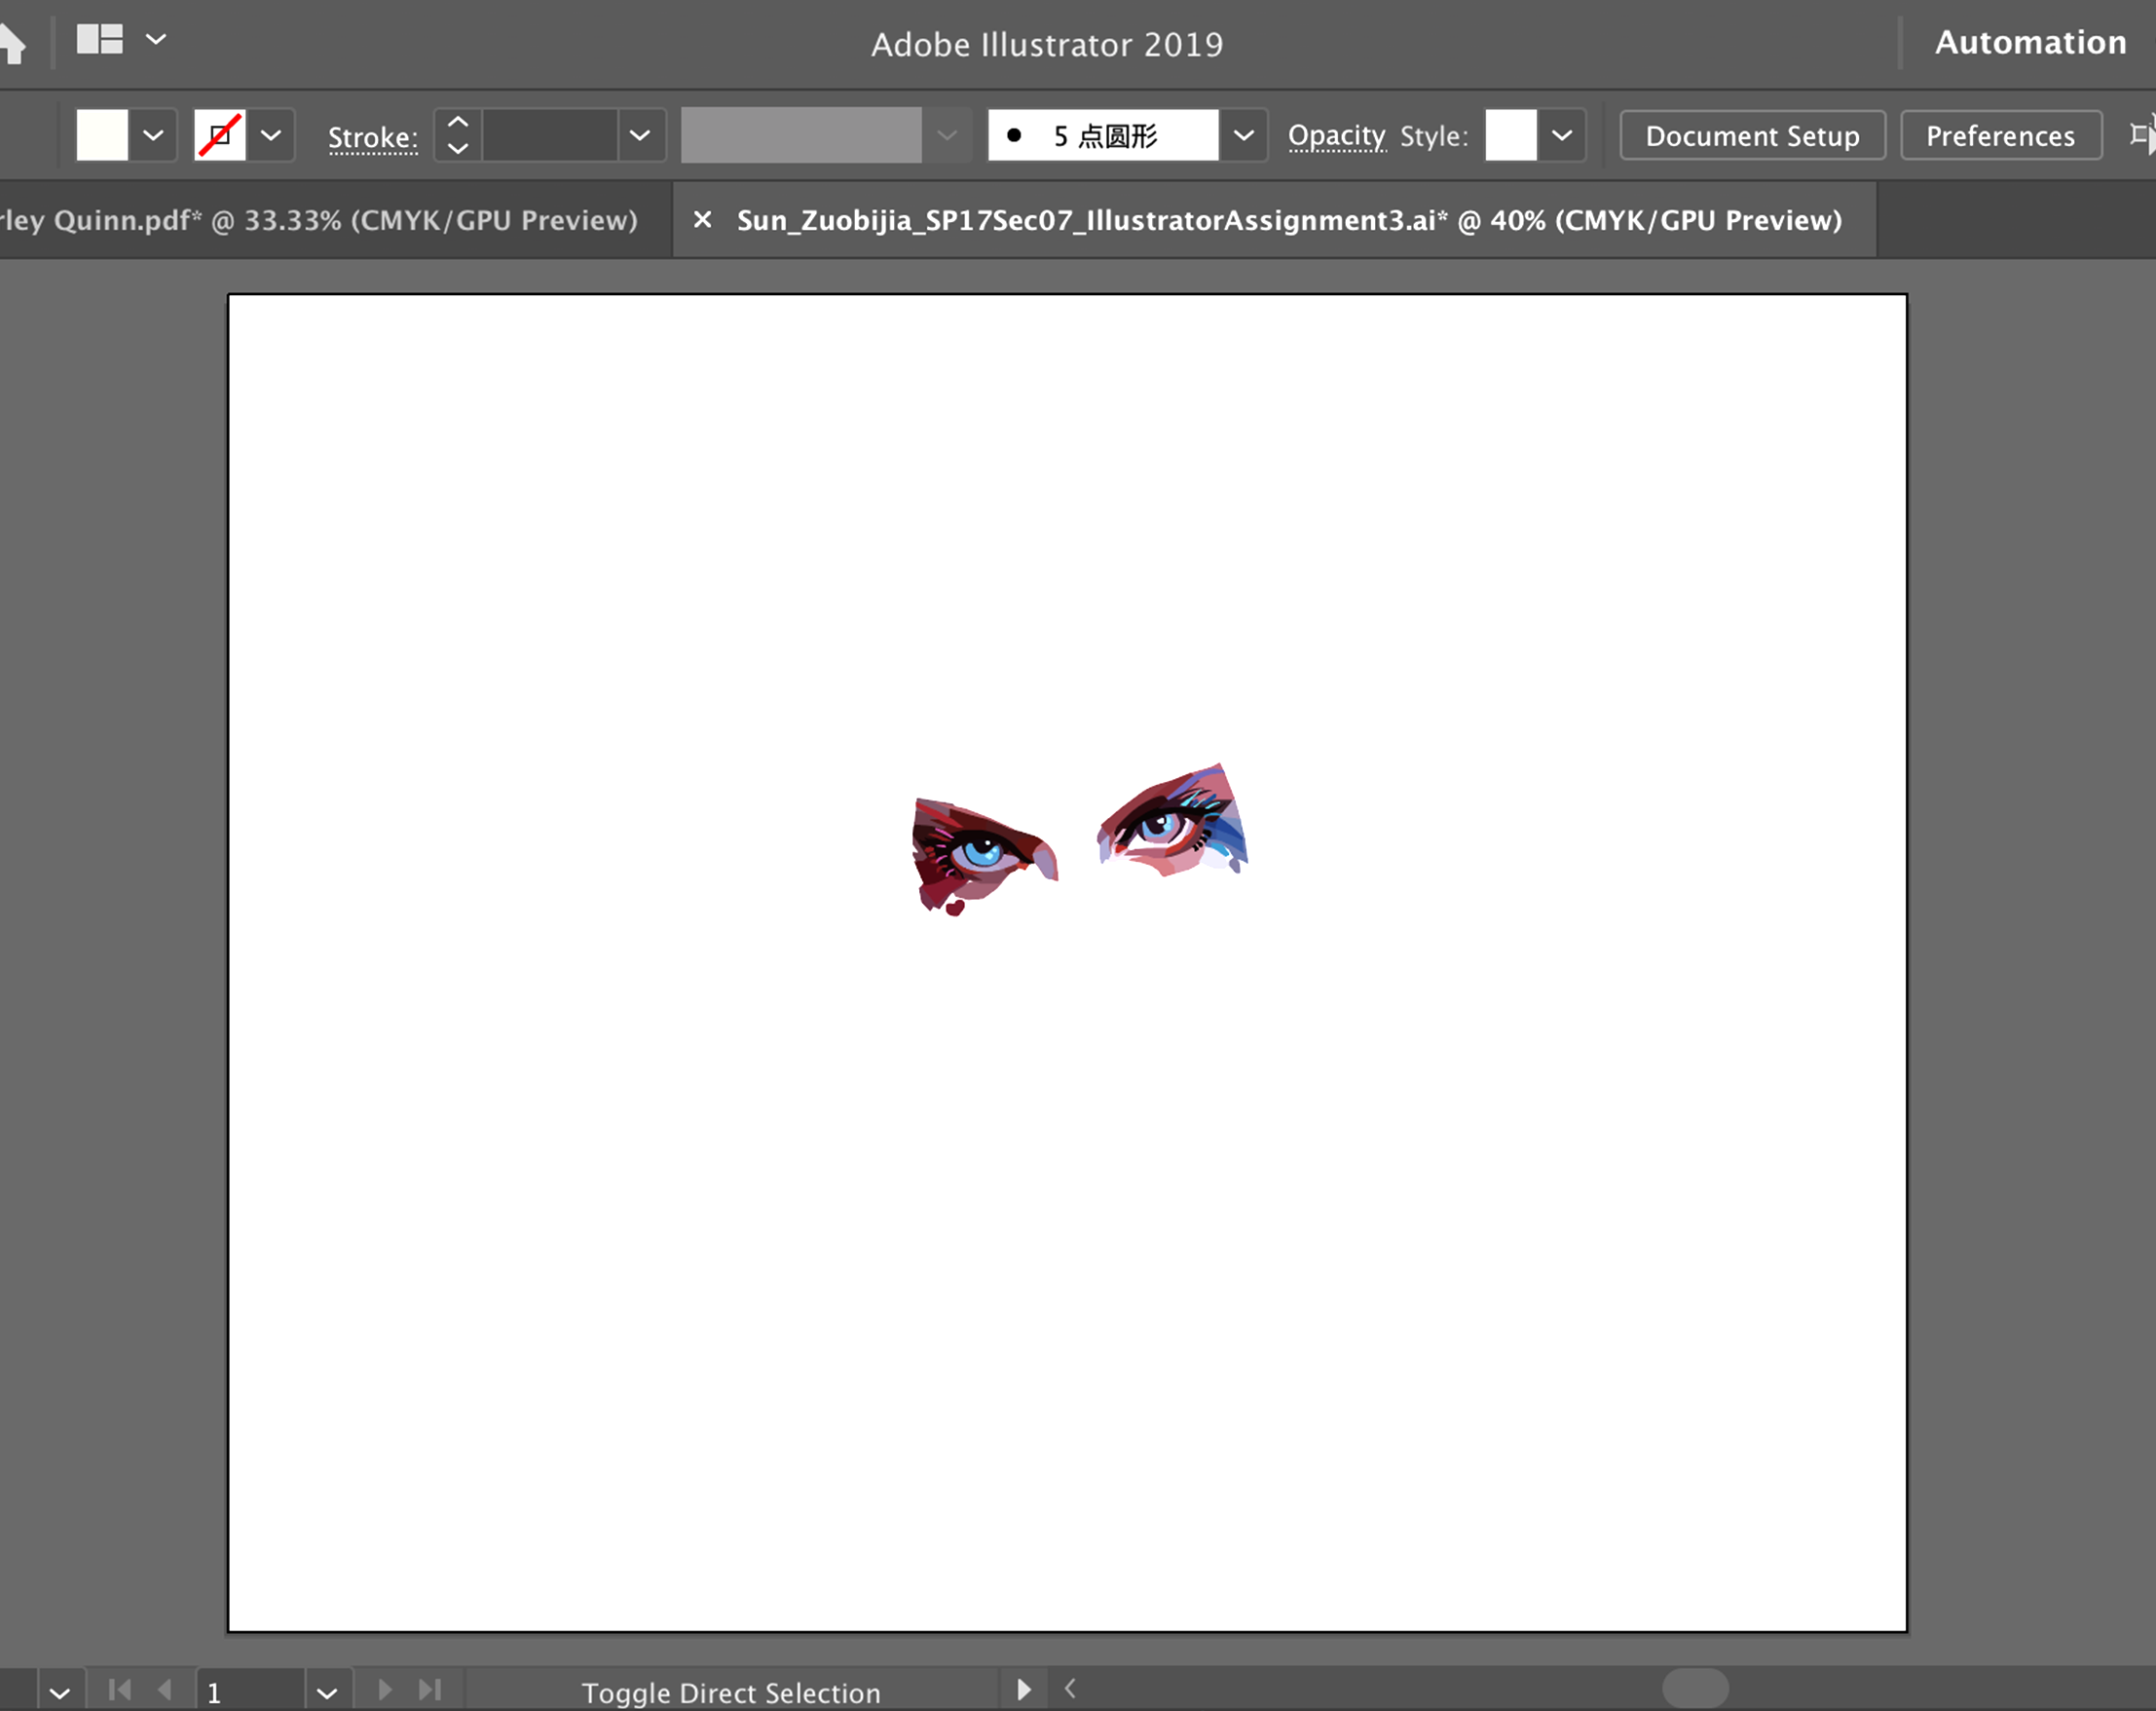 Adobe Illustrator 2019
Automation
Stroke:
5 点圆形
Opacity
Style:
Document Setup
Preferences
rley Quinn.pdf* @ 33.33% (CMYK/GPU Preview)
× Sun_Zuobijia_SP17Sec07_IllustratorAssignment3.ai* @ 40% (CMYK/GPU Preview)
1
Toggle Direct Selection